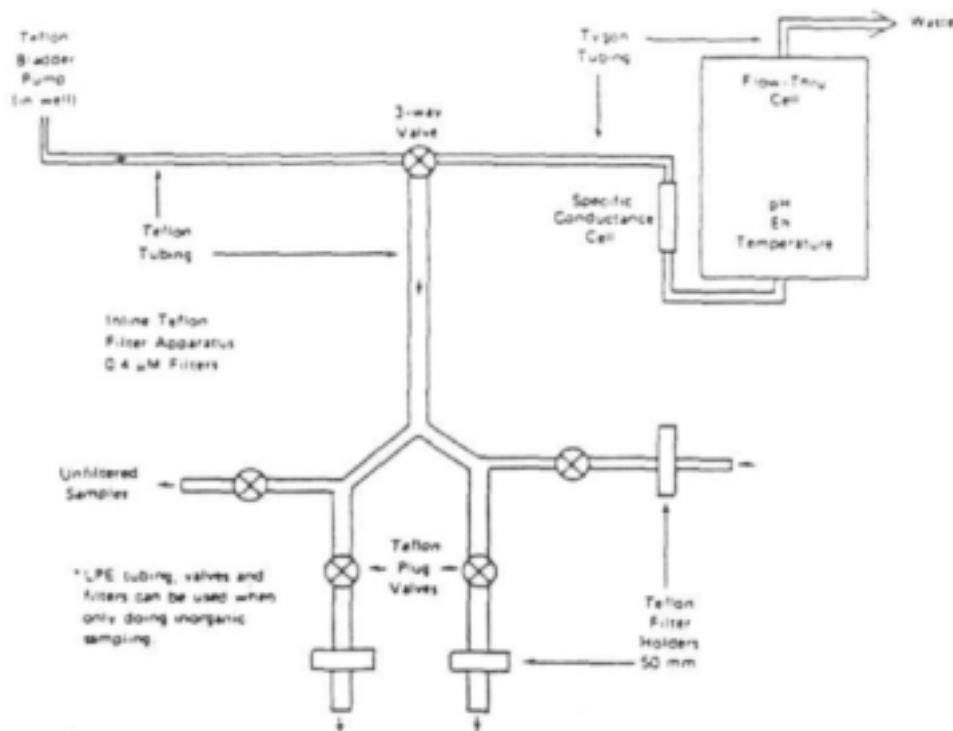 Teflon
Bladder
Pump
(in well)
3-way
Valve
Tygon
Tubing
Waste
Flow-Thru
Cell
Specific
Conductance
Cell
pH
Eh
Temperature
Teflon
Tubing
Inline Teflon
Filter Apparatus
0.4 μM Filters
Unfiltered
Samples
Teflon
Plug
Valves
*LPE tubing, valves and
filters can be used when
only doing inorganic
sampling.
Teflon
Filter
Holders
50 mm